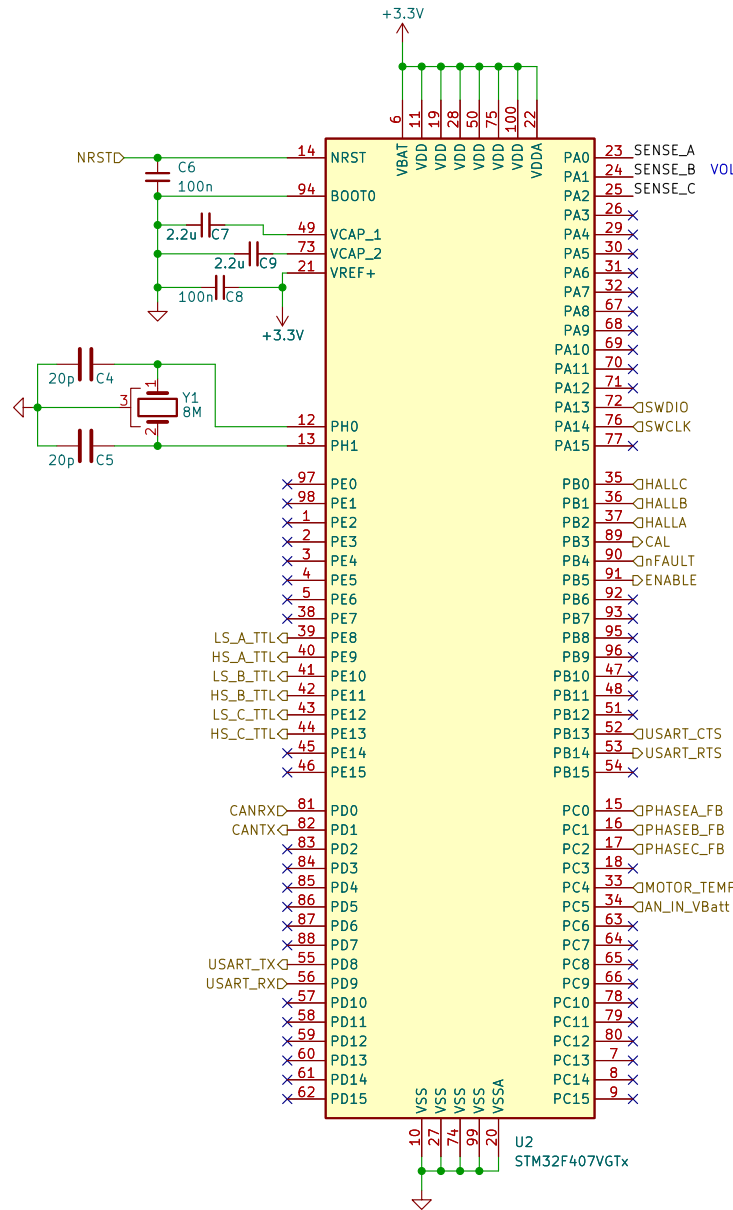 +3.3V
6 11 19 28 50 75 100 22
VBAT VDD VDD VDD VDD VDD VDD VDDA
NRST 14 NRST PA0 23 SENSE_A
C6
100n
PA1 24 SENSE_B VOL
94 BOOT0 PA2 25 SENSE_C
PA3 26
2.2u C7 49 VCAP_1 PA4 29
2.2u C9 73 VCAP_2 PA5 30
21 VREF+ PA6 31
100n C8 PA7 32
PA8 67
+3.3V
PA9 68
PA10 69
PA11 70
20p C4
1
PA12 71
3 Y1
8M
PA13 72 SWDIO
2
12 PH0 PA14 76 SWCLK
13 PH1 PA15 77
20p C5
97 PE0 PB0 35 HALLC
98 PE1 PB1 36 HALLB
1 PE2 PB2 37 HALLA
2 PE3 PB3 89 CAL
3 PE4 PB4 90 nFAULT
4 PE5 PB5 91 ENABLE
5 PE6 PB6 92
38 PE7 PB7 93
LS_A_TTL 39 PE8 PB8 95
HS_A_TTL 40 PE9 PB9 96
LS_B_TTL 41 PE10 PB10 47
HS_B_TTL 42 PE11 PB11 48
LS_C_TTL 43 PE12 PB12 51
HS_C_TTL 44 PE13 PB13 52 USART_CTS
45 PE14 PB14 53 USART_RTS
46 PE15 PB15 54
CANRX 81 PD0 PC0 15 PHASEA_FB
CANTX 82 PD1 PC1 16 PHASEB_FB
83 PD2 PC2 17 PHASEC_FB
84 PD3 PC3 18
85 PD4 PC4 33 MOTOR_TEMP
86 PD5 PC5 34 AN_IN_VBatt
87 PD6 PC6 63
88 PD7 PC7 64
USART_TX 55 PD8 PC8 65
USART_RX 56 PD9 PC9 66
57 PD10 PC10 78
58 PD11 PC11 79
59 PD12 PC12 80
60 PD13 PC13 7
61 PD14 PC14 8
62 PD15 PC15 9
VSS VSS VSS VSS VSSA
10 27 74 99 20
U2
STM32F407VGTx